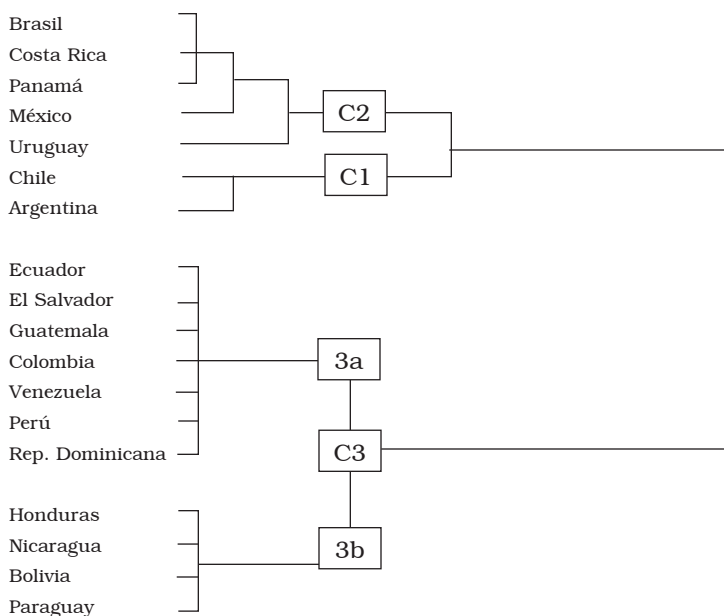 Brasil
Costa Rica
Panamá
México
C2
Uruguay
Chile
C1
Argentina
Ecuador
El Salvador
Guatemala
Colombia
3a
Venezuela
Perú
Rep. Dominicana
C3
Honduras
Nicaragua
3b
Bolivia
Paraguay